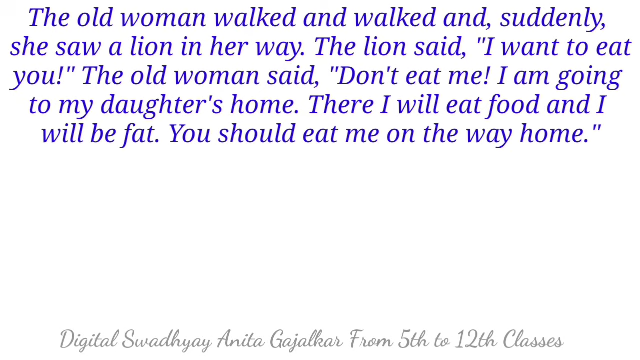 The old woman walked and walked and, suddenly,
she saw a lion in her way. The lion said, "I want to eat
you!" The old woman said, "Don't eat me! I am going
to my daughter's home. There I will eat food and I
will be fat. You should eat me on the way home."
Digital Swadhyay Anita Gajalkar From 5th to 12th Classes